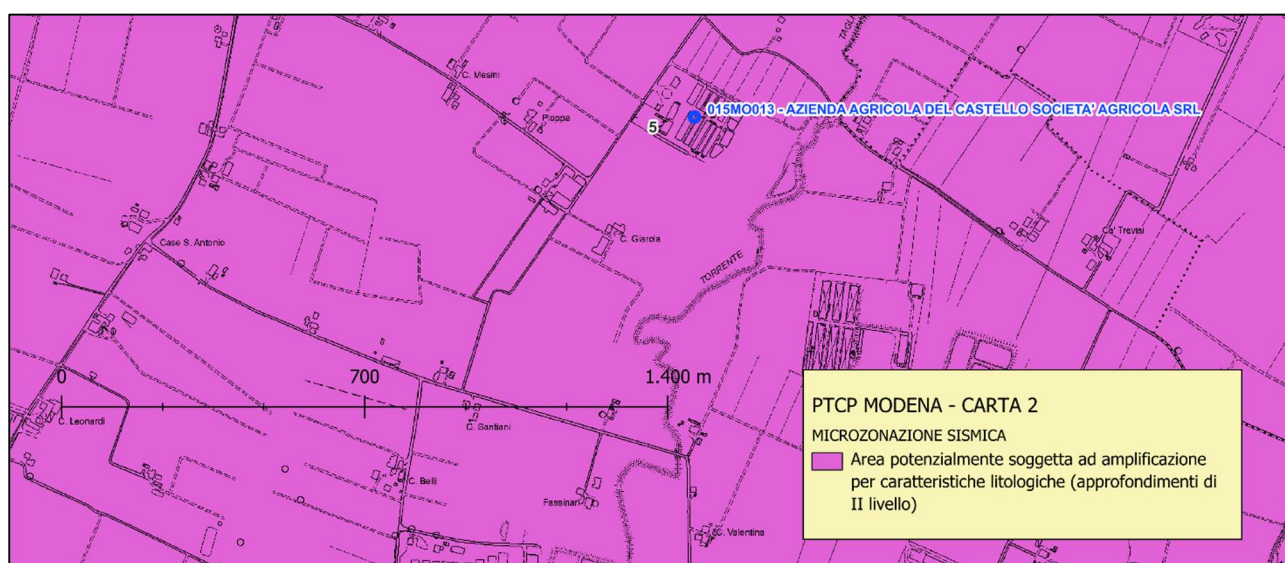 TAGLI
C. Mesini
Pioppa
015MO013 - AZIENDA AGRICOLA DEL CASTELLO SOCIETA' AGRICOLA SRL
5
Case S. Antonio
C. Giarola
Ca' Trevisi
TORRENTE
0 700 1.400 m
C. Leonardi
C. Santiani
C. Belli
Fassinari
C. Valentina
PTCP MODENA - CARTA 2
MICROZONAZIONE SISMICA
Area potenzialmente soggetta ad amplificazione
per caratteristiche litologiche (approfondimenti di
II livello)